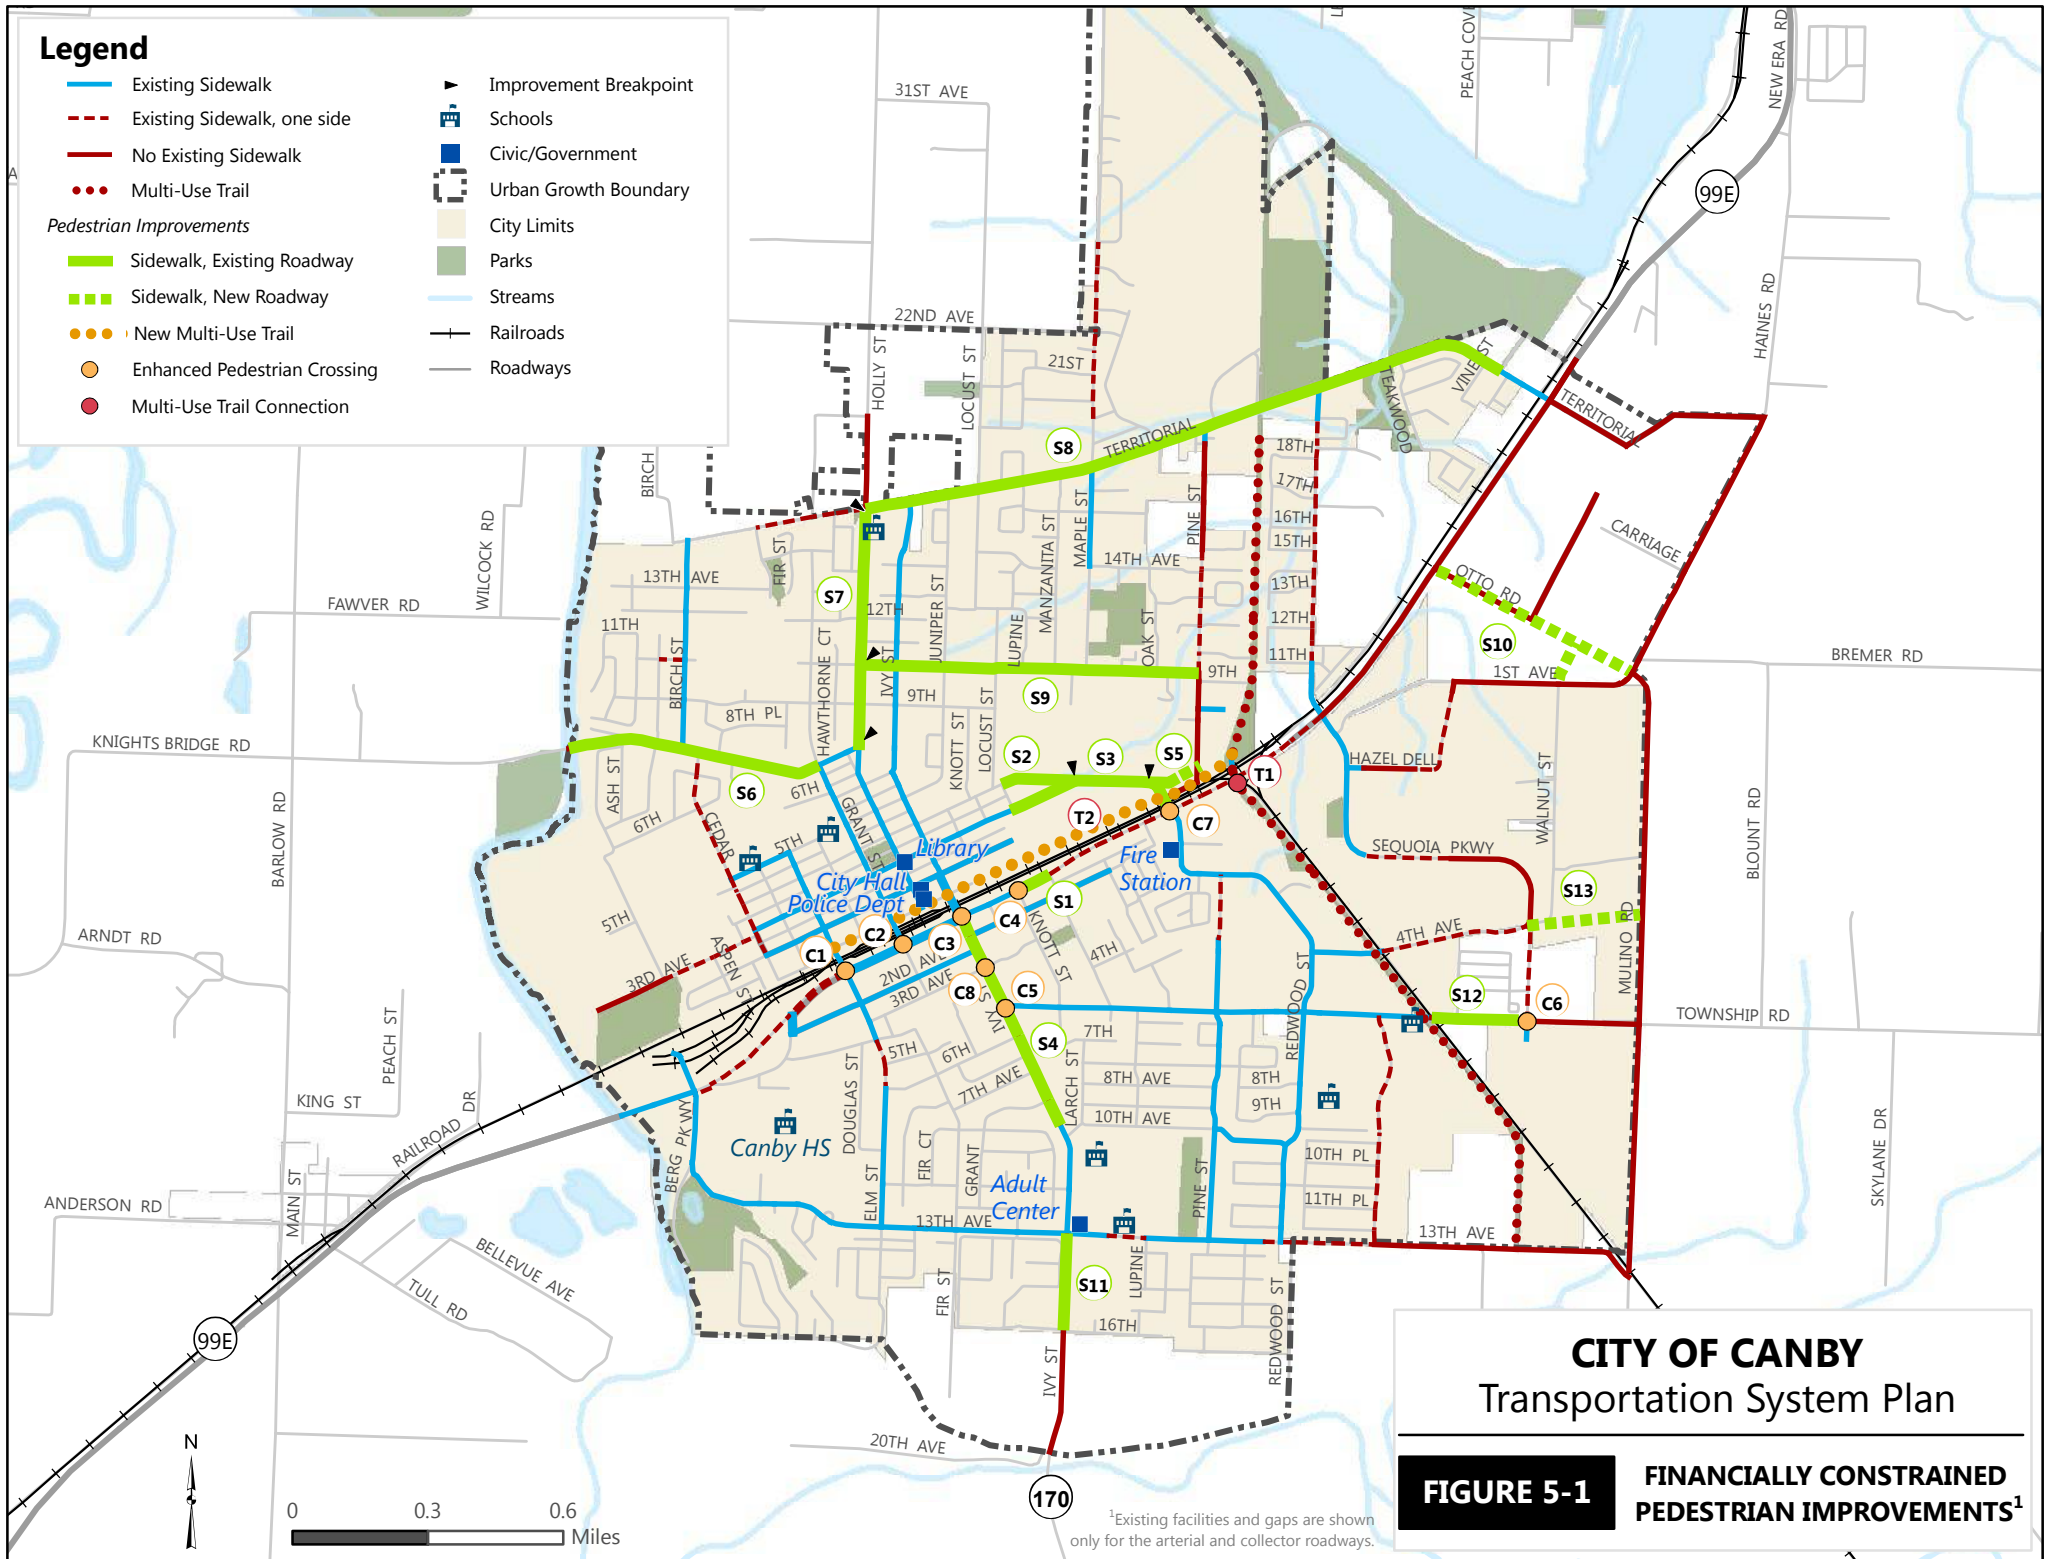 Legend
Existing Sidewalk
Existing Sidewalk, one side
No Existing Sidewalk
Multi-Use Trail
Pedestrian Improvements
Sidewalk, Existing Roadway
Sidewalk, New Roadway
New Multi-Use Trail
Enhanced Pedestrian Crossing
Multi-Use Trail Connection
Improvement Breakpoint
Schools
Civic/Government
Urban Growth Boundary
City Limits
Parks
Streams
Railroads
Roadways
31ST AVE
PEACH COV
NEW ERA RD
99E
HAINES RD
22ND AVE
HOLLY ST
LOCUST ST
21ST
VINE ST
TEAKWOOD
TERRITORIAL
TERRITORIAL
S8
18TH
17TH
16TH
15TH
13TH
12TH
11TH
BIRCH
WILCOCK RD
FIR ST
PINE ST
MAPLE ST
MANZANITA ST
14TH AVE
CARRIAGE
OTTO RD
S10
1ST AVE
BREMER RD
13TH AVE
FAWVER RD
11TH
S7
12TH
JUNIPER ST
LUPINE
OAK ST
9TH
BIRCH ST
HAWTHORNE CT
IVY ST
9TH
S9
8TH PL
KNOTT ST
LOCUST ST
KNIGHTS BRIDGE RD
S2
S3
S5
T1
HAZEL DELL
ASH ST
S6
6TH
GRANT ST
T2
C7
WALNUT ST
BLOUNT RD
BARLOW RD
6TH
CEDAR
5TH
Library
City Hall
Police Dept
Fire
Station
SEQUOIA PKWY
S13
5TH
S1
C4
C3
C2
C1
KNOTT ST
4TH AVE
MULINO RD
ARNDT RD
ASPEN ST
3RD AVE
2ND AVE
3RD AVE
4TH
C8
C5
IVY S
REDWOOD ST
S12
C6
TOWNSHIP RD
PEACH ST
S4
7TH
5TH
6TH
7TH AVE
DOUGLAS ST
LARCH ST
8TH AVE
8TH
9TH
10TH AVE
KING ST
RAILROAD DR
BERG PKWY
Canby HS
FIR CT
GRANT
10TH PL
11TH PL
SKYLANE DR
ANDERSON RD
MAIN ST
ELM ST
Adult
Center
PINE ST
13TH AVE
13TH AVE
BELLEVUE AVE
TULL RD
FIR ST
S11
LUPINE
16TH
REDWOOD ST
99E
IVY ST
20TH AVE
170
N
0 0.3 0.6
Miles
1Existing facilities and gaps are shown
only for the arterial and collector roadways.
CITY OF CANBY
Transportation System Plan
FIGURE 5-1
FINANCIALLY CONSTRAINED
PEDESTRIAN IMPROVEMENTS1